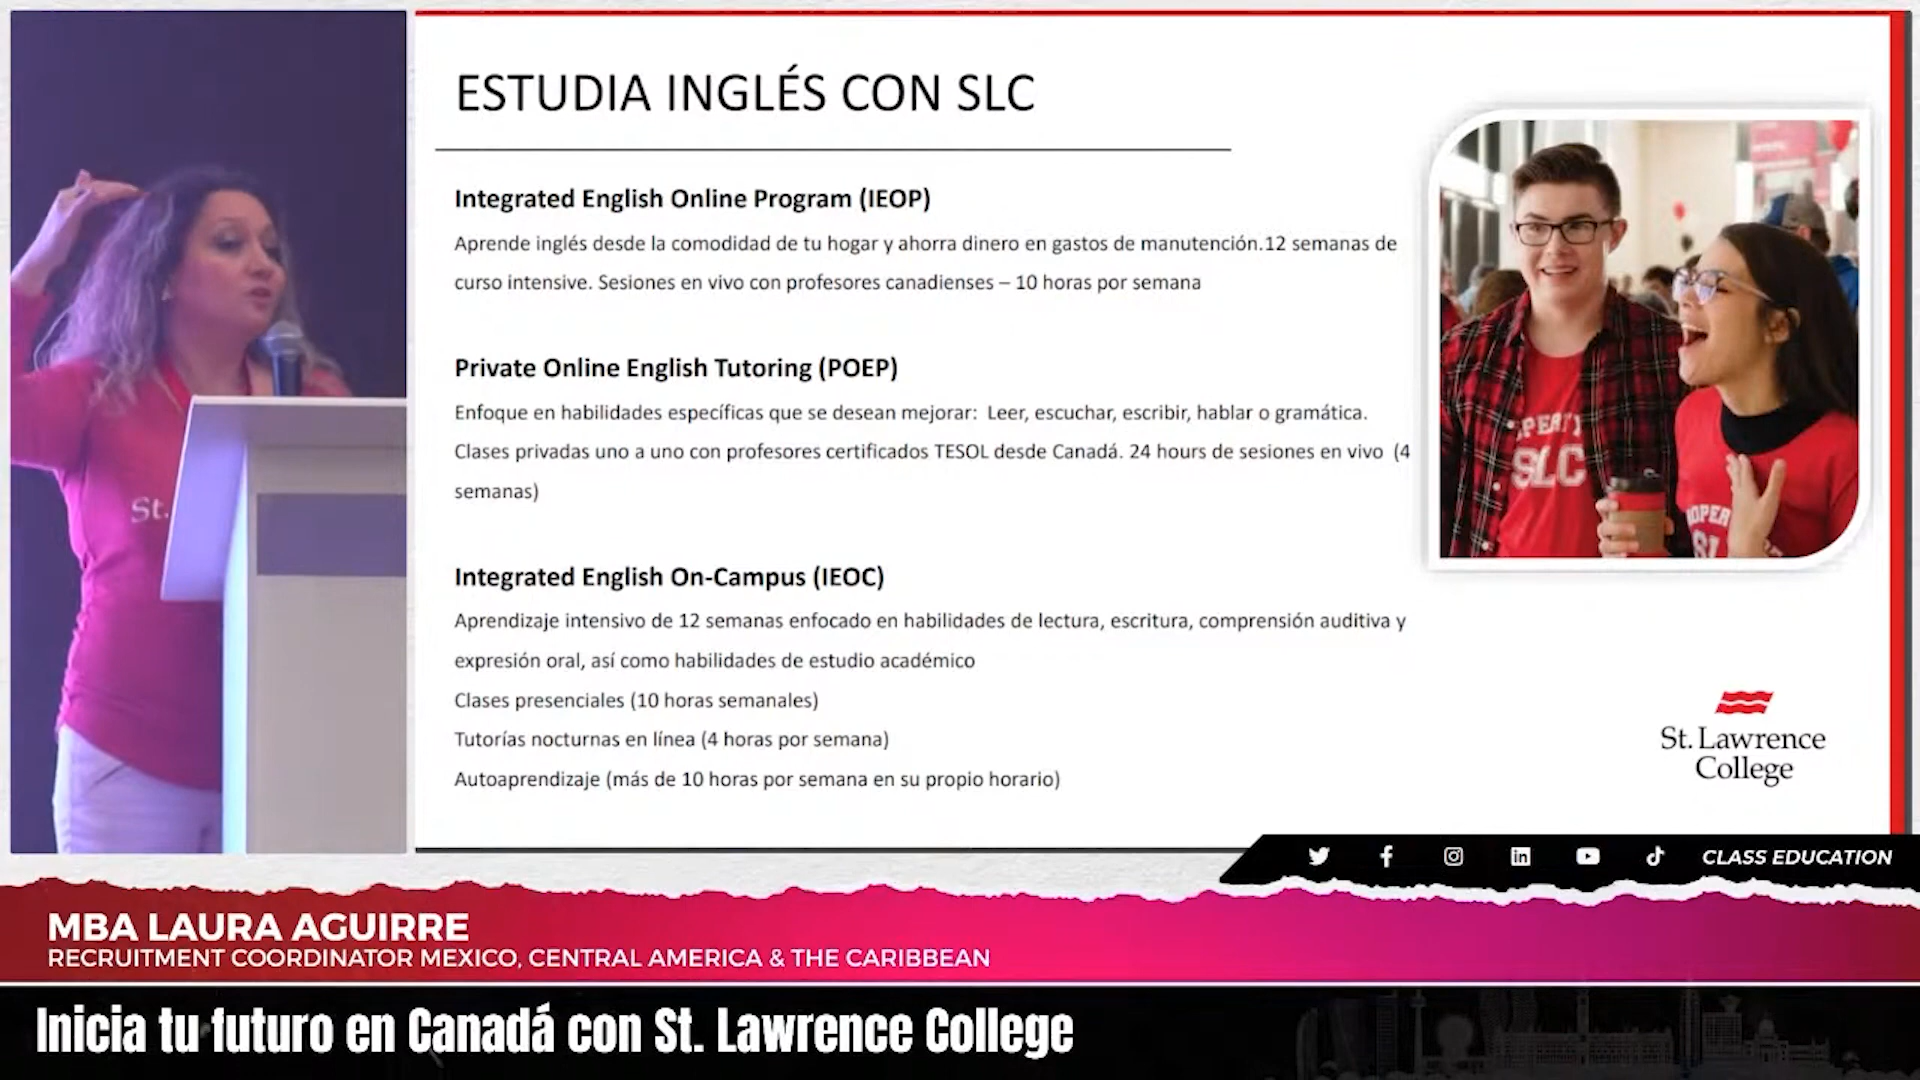 ESTUDIA INGLÉS CON SLC
Integrated English Online Program (IEOP)
Aprende inglés desde la comodidad de tu hogar y ahorra dinero en gastos de manutención.12 semanas de
curso intensive. Sesiones en vivo con profesores canadienses – 10 horas por semana
Private Online English Tutoring (POEP)
Enfoque en habilidades específicas que se desean mejorar: Leer, escuchar, escribir, hablar o gramática.
Clases privadas uno a uno con profesores certificados TESOL desde Canadá. 24 hours de sesiones en vivo (4
semanas)
Integrated English On-Campus (IEOC)
Aprendizaje intensivo de 12 semanas enfocado en habilidades de lectura, escritura, comprensión auditiva y
expresión oral, así como habilidades de estudio académico
Clases presenciales (10 horas semanales)
Tutorías nocturnas en línea (4 horas por semana)
Autoaprendizaje (más de 10 horas por semana en su propio horario)
SLC
St. Lawrence
College
St.
CLASS EDUCATION
MBA LAURA AGUIRRE
RECRUITMENT COORDINATOR MEXICO, CENTRAL AMERICA & THE CARIBBEAN
Inicia tu futuro en Canadá con St. Lawrence College